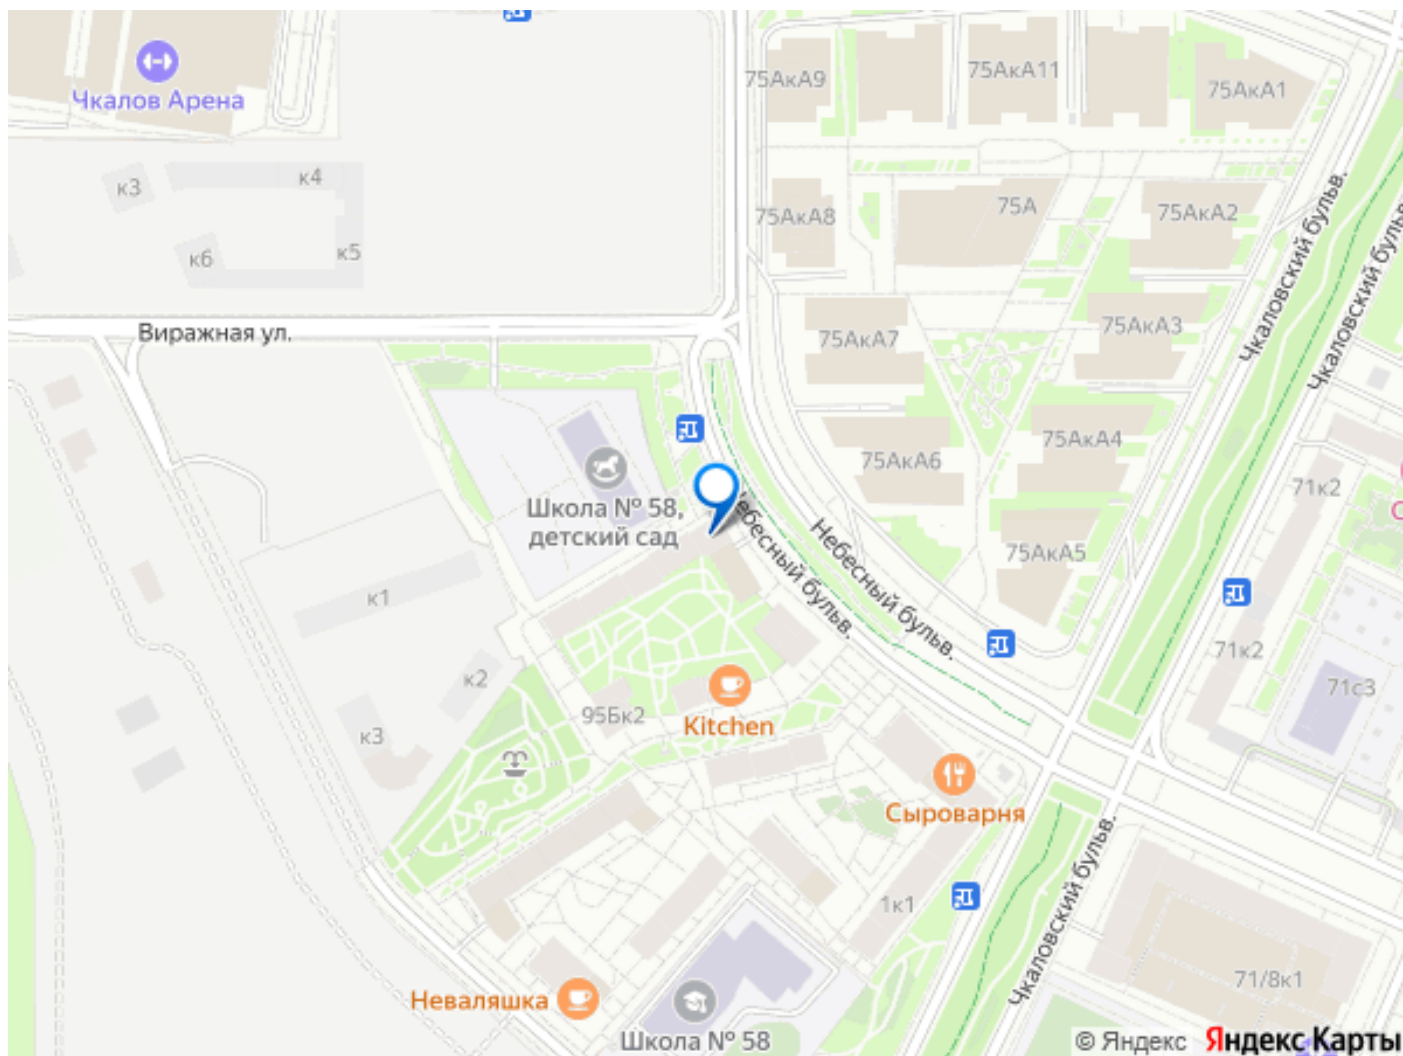 75АкА9
75АкА11
75АкА1
Чкалов Арена
к3
к4
75АкА8
75А
75АкА2
Чкаловский бульв.
Чкаловский бульв.
к6
к5
Виражная ул.
75АкА7
75АкА3
75АкА4
75АкА6
Школа № 58,
детский сад
71к2
Небесный бульв.
Небесный бульв.
75АкА5
к1
71к2
к2
71с3
95Бк2
Kitchen
к3
Сыроварня
1к1
Чкаловский бульв.
71/8к1
Неваляшка
Школа № 58
© Яндекс
Яндекс Карты